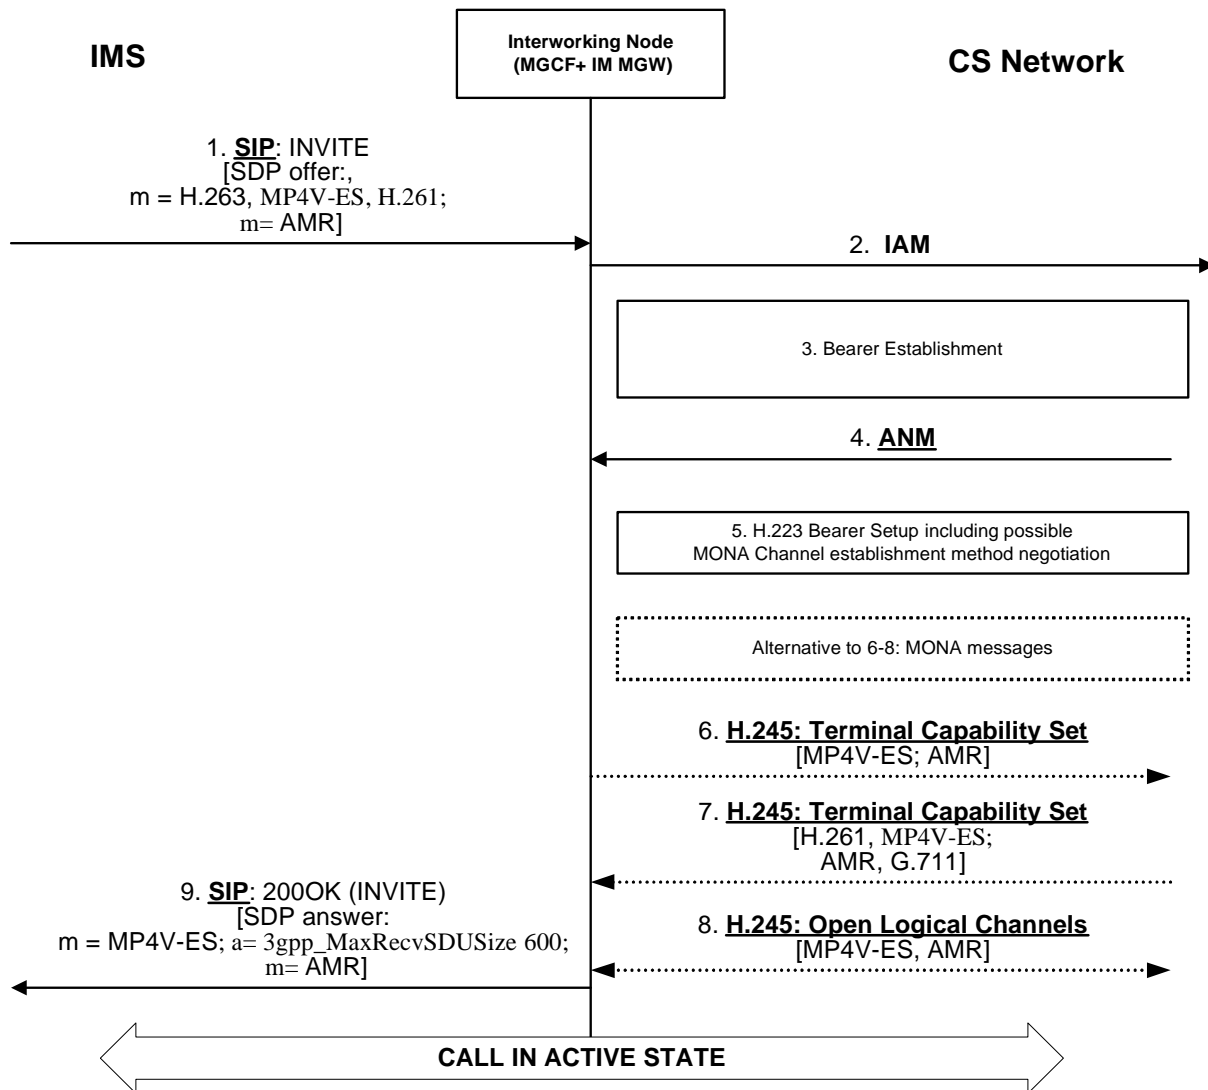 IMS
Interworking Node
(MGCF+ IM MGW)
CS Network
1. SIP: INVITE
[SDP offer:,
m = H.263, MP4V-ES, H.261;
m= AMR]
2. IAM
3. Bearer Establishment
4. ANM
5. H.223 Bearer Setup including possible
MONA Channel establishment method negotiation
Alternative to 6-8: MONA messages
6. H.245: Terminal Capability Set
[MP4V-ES; AMR]
7. H.245: Terminal Capability Set
[H.261, MP4V-ES;
AMR, G.711]
9. SIP: 200OK (INVITE)
[SDP answer:
m = MP4V-ES; a= 3gpp_MaxRecvSDUSize 600;
m= AMR]
8. H.245: Open Logical Channels
[MP4V-ES, AMR]
CALL IN ACTIVE STATE